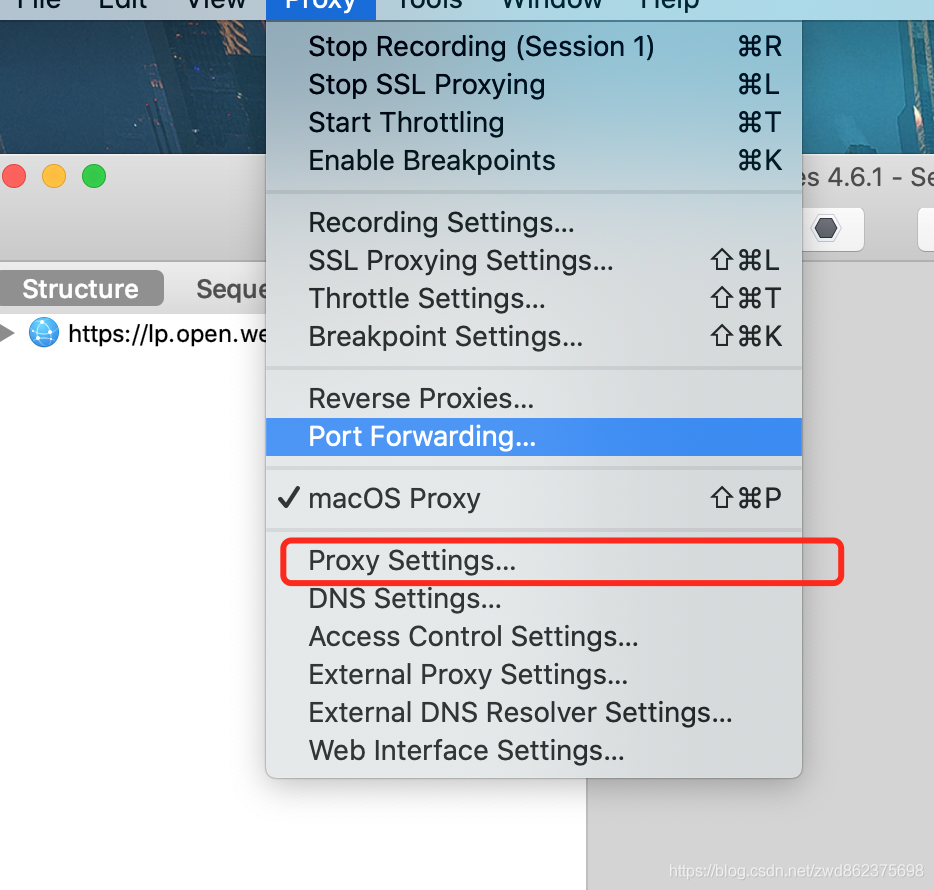 File Edit View Proxy Tools Window Help
Stop Recording (Session 1) ⌘R
Stop SSL Proxying ⌘L
Start Throttling ⌘T
Enable Breakpoints ⌘K
es 4.6.1 - Se
Recording Settings...
SSL Proxying Settings... ⇧⌘L
Structure Seque
Throttle Settings... ⇧⌘T
https://lp.open.we
Breakpoint Settings... ⇧⌘K
Reverse Proxies...
Port Forwarding...
✓ macOS Proxy ⇧⌘P
Proxy Settings...
DNS Settings...
Access Control Settings...
External Proxy Settings...
External DNS Resolver Settings...
Web Interface Settings...
https://blog.csdn.net/zwd862375698